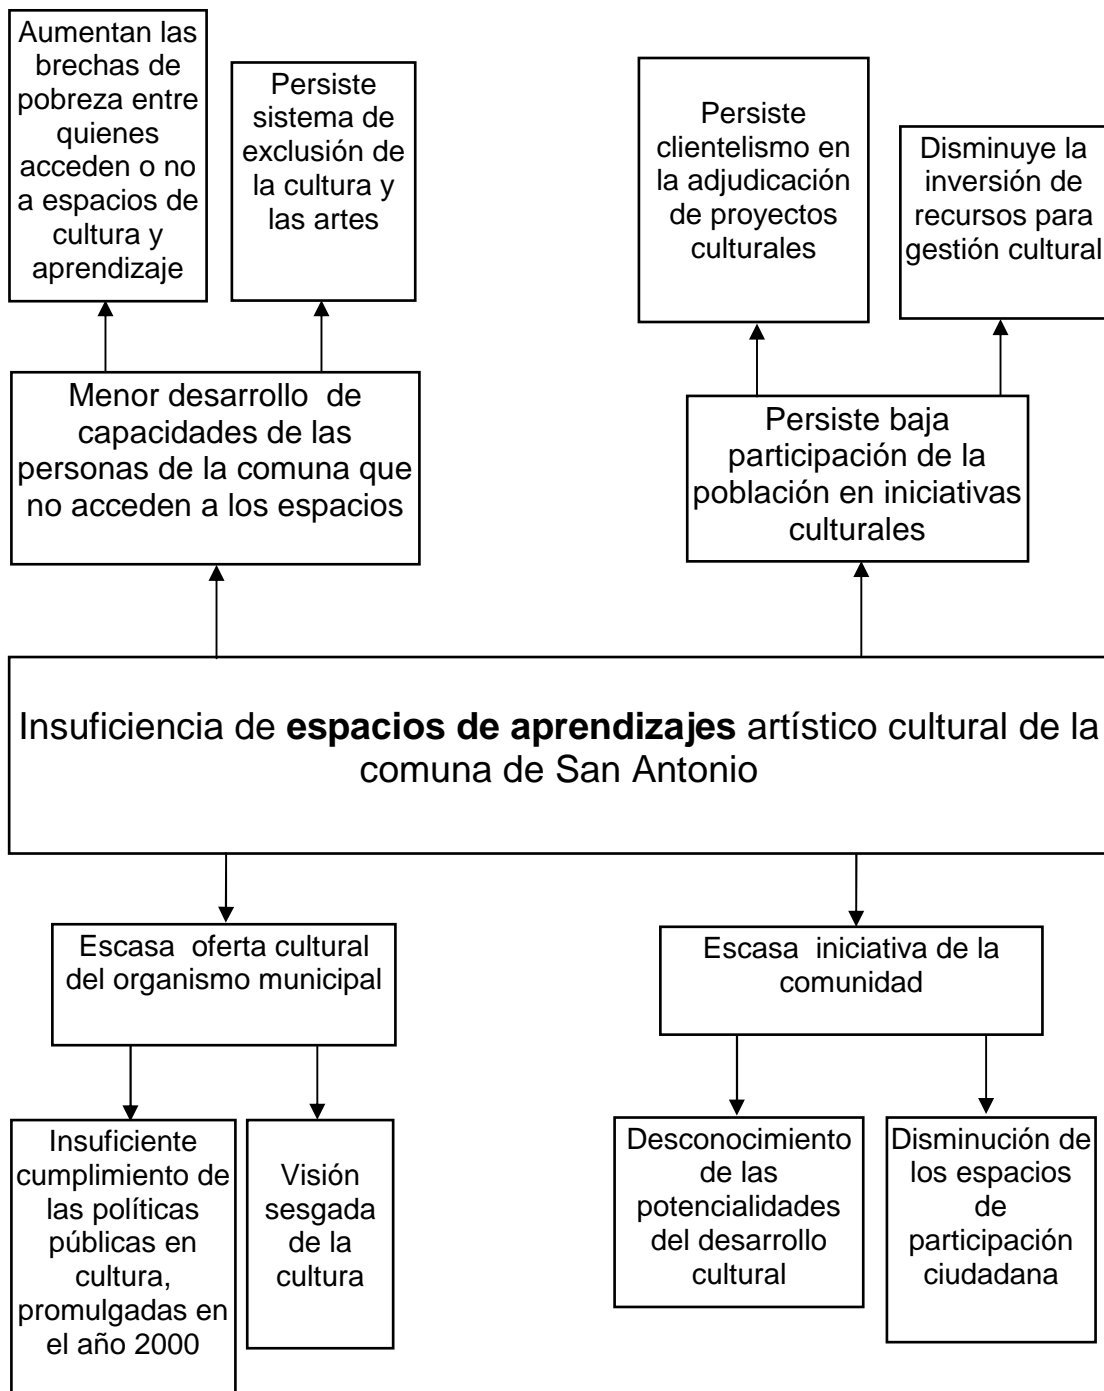 Aumentan las
brechas de
pobreza entre
quienes
acceden o no
a espacios de
cultura y
aprendizaje
Persiste
sistema de
exclusión de
la cultura y
las artes
Persiste
clientelismo en
la adjudicación
de proyectos
culturales
Disminuye la
inversión de
recursos para
gestión cultural
Menor desarrollo de
capacidades de las
personas de la comuna que
no acceden a los espacios
Persiste baja
participación de la
población en iniciativas
culturales
Insuficiencia de espacios de aprendizajes artístico cultural de la
comuna de San Antonio
Escasa oferta cultural
del organismo municipal
Escasa iniciativa de la
comunidad
Insuficiente
cumplimiento de
las políticas
públicas en
cultura,
promulgadas en
el año 2000
Visión
sesgada
de la
cultura
Desconocimiento
de las
potencialidades
del desarrollo
cultural
Disminución de
los espacios
de
participación
ciudadana